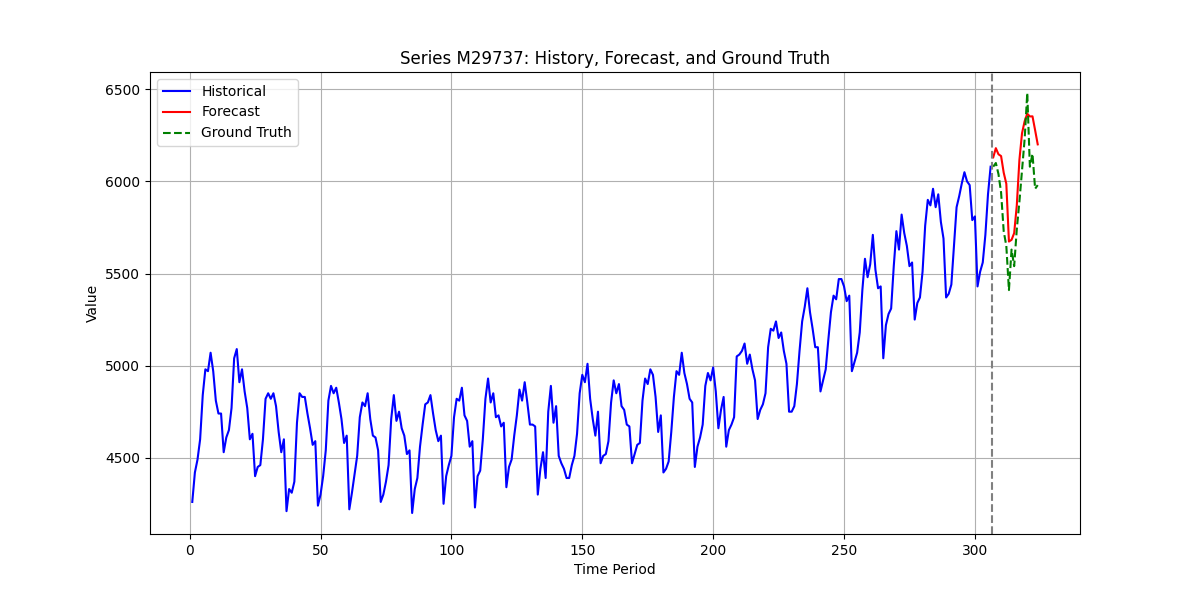 Series M29737: History, Forecast, and Ground Truth
Historical
Forecast
Ground Truth
6500
6000
5500
5000
4500
Value
0 50 100 150 200 250 300
Time Period